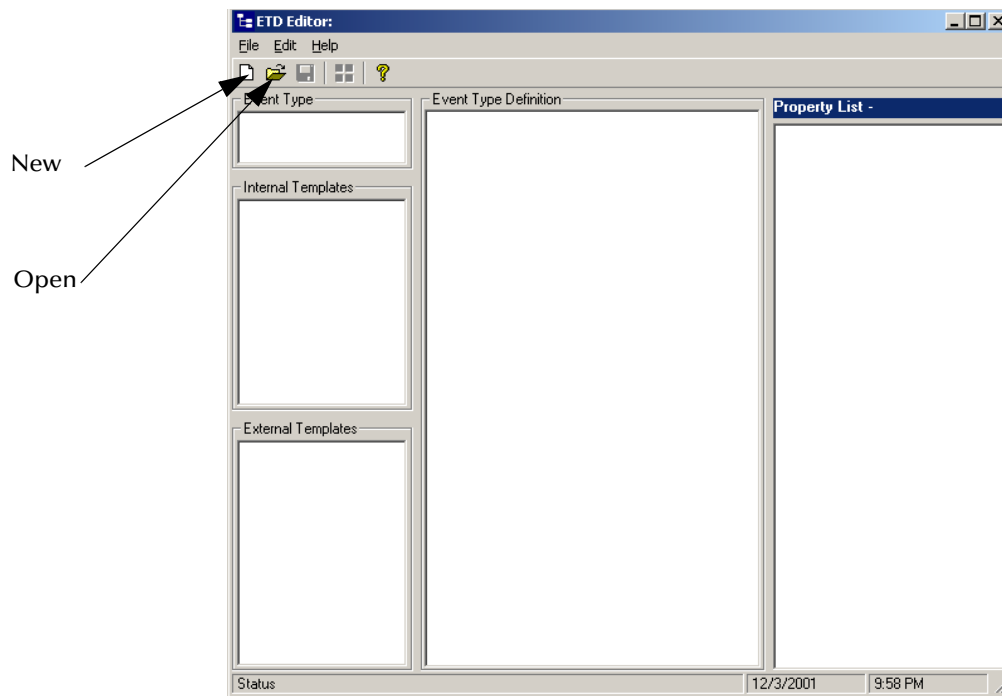 ETD Editor:
File Edit Help
Event Type
Event Type Definition
Property List -
New
Internal Templates
Open
External Templates
Status
12/3/2001
9:58 PM